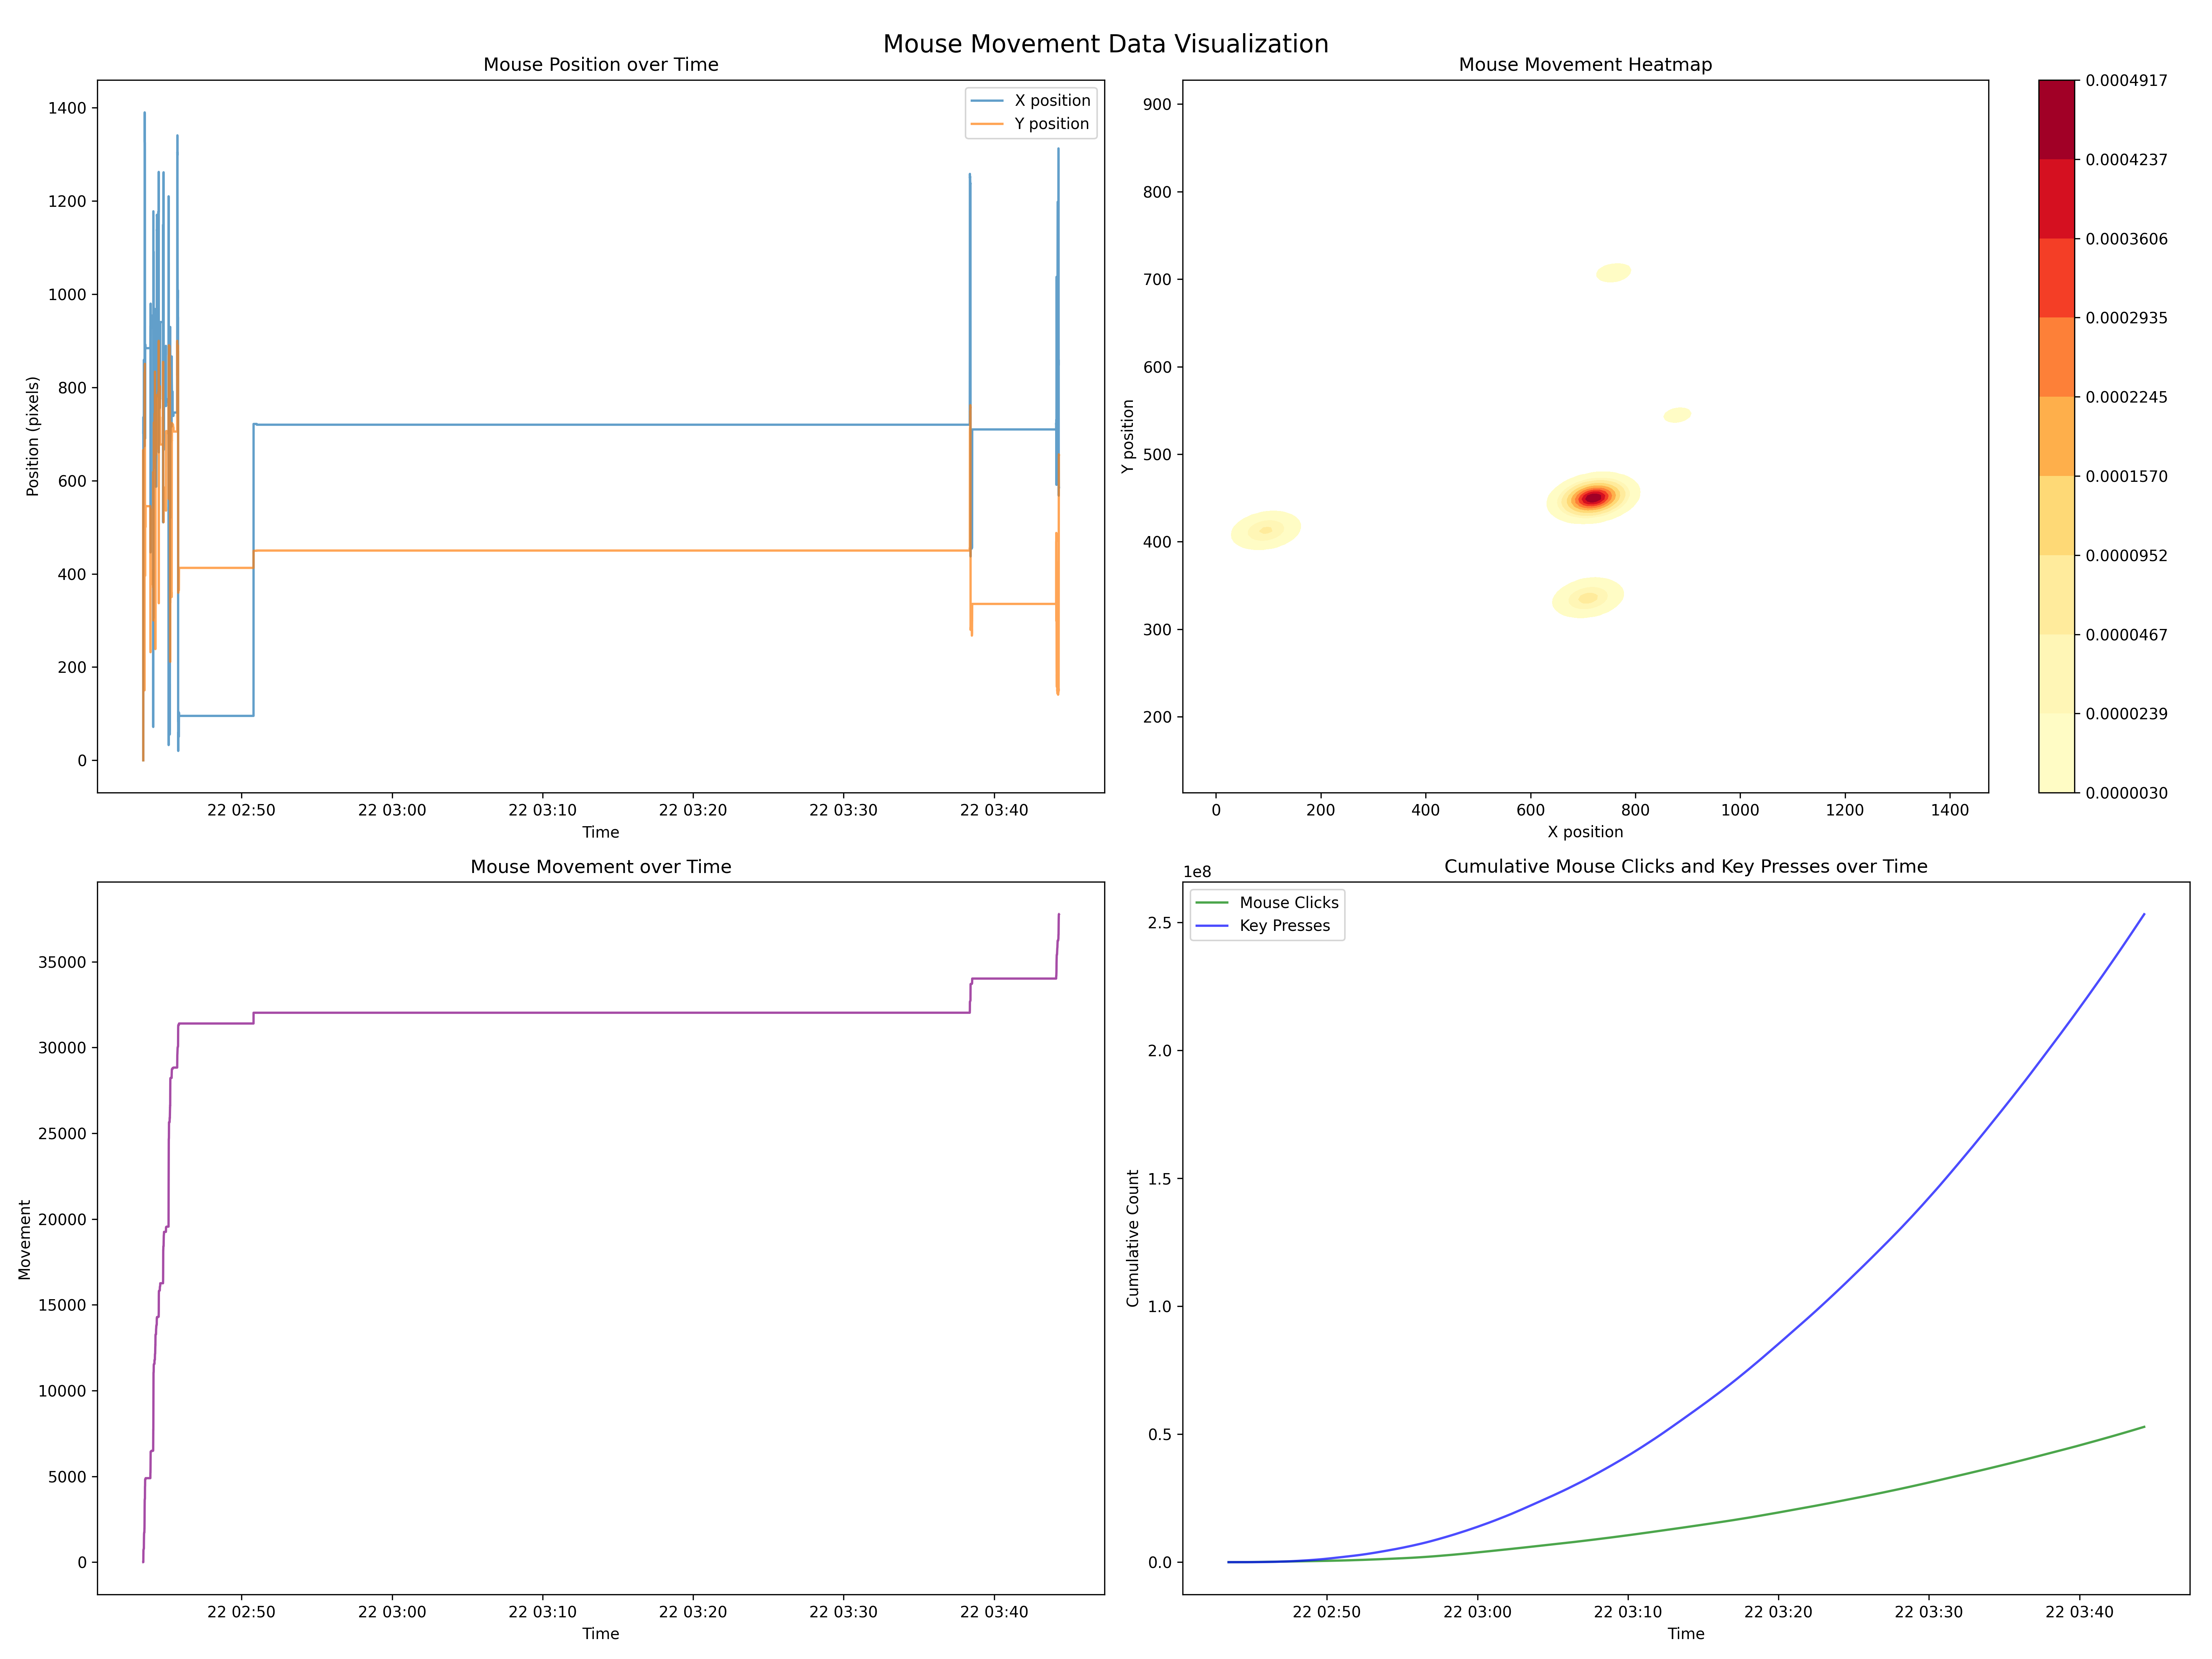 Mouse Movement Data Visualization
Mouse Position over Time
1400
1200
1000
800
600
400
200
0
Position (pixels)
X position
Y position
22 02:50 22 03:00 22 03:10 22 03:20 22 03:30 22 03:40
Time
Mouse Movement Heatmap
900
800
700
600
500
400
300
200
Y position
0 200 400 600 800 1000 1200 1400
X position
0.0004917
0.0004237
0.0003606
0.0002935
0.0002245
0.0001570
0.0000952
0.0000467
0.0000239
0.0000030
Mouse Movement over Time
35000
30000
25000
20000
15000
10000
5000
0
Movement
22 02:50 22 03:00 22 03:10 22 03:20 22 03:30 22 03:40
Time
Cumulative Mouse Clicks and Key Presses over Time
1e8
Mouse Clicks
Key Presses
2.5
2.0
1.5
1.0
0.5
0.0
Cumulative Count
22 02:50 22 03:00 22 03:10 22 03:20 22 03:30 22 03:40
Time